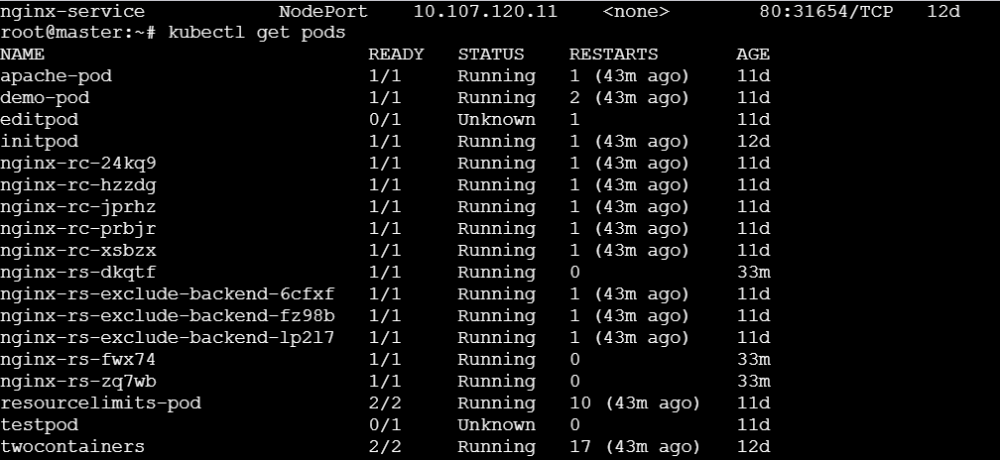 nginx-service NodePort 10.107.120.11 <none> 80:31654/TCP 12d
root@master:~# kubectl get pods
NAME READY STATUS RESTARTS AGE
apache-pod 1/1 Running 1 (43m ago) 11d
demo-pod 1/1 Running 2 (43m ago) 11d
editpod 0/1 Unknown 1 11d
initpod 1/1 Running 1 (43m ago) 12d
nginx-rc-24kq9 1/1 Running 1 (43m ago) 11d
nginx-rc-hzzdg 1/1 Running 1 (43m ago) 11d
nginx-rc-jprhz 1/1 Running 1 (43m ago) 11d
nginx-rc-prbjr 1/1 Running 1 (43m ago) 11d
nginx-rc-xsbzx 1/1 Running 1 (43m ago) 11d
nginx-rs-dkqtf 1/1 Running 0 33m
nginx-rs-exclude-backend-6cfxf 1/1 Running 1 (43m ago) 11d
nginx-rs-exclude-backend-fz98b 1/1 Running 1 (43m ago) 11d
nginx-rs-exclude-backend-lp2l7 1/1 Running 1 (43m ago) 11d
nginx-rs-fwx74 1/1 Running 0 33m
nginx-rs-zq7wb 1/1 Running 0 33m
resourcelimits-pod 2/2 Running 10 (43m ago) 11d
testpod 0/1 Unknown 0 11d
twocontainers 2/2 Running 17 (43m ago) 12d